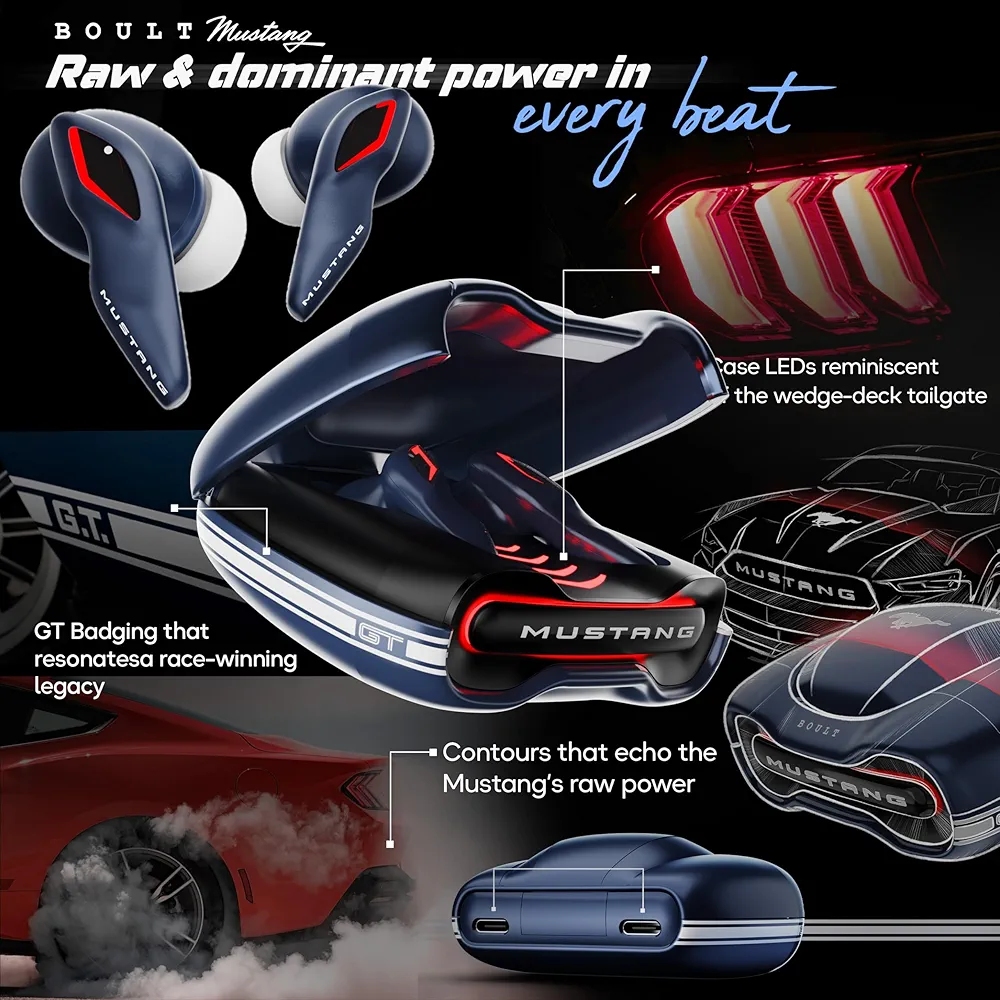 BOULT Mustang
Raw & dominant power in
every beat
MUSTANG
MUSTANG
Case LEDs reminiscent
f the wedge-deck tailgate
G.T.
MUSTANG
GT Badging that
resonatesa race-winning
legacy
GT
MUSTANG
BOULT
MUSTANG
Contours that echo the
Mustang's raw power